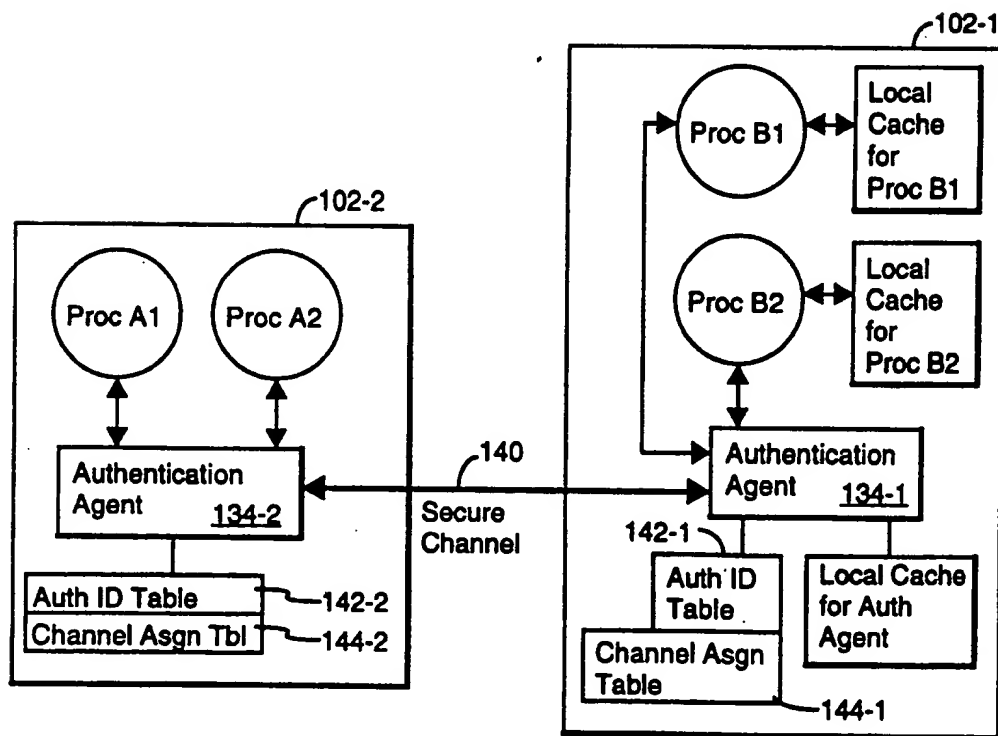 102-1
Proc B1
Local
Cache
for
Proc B1
102-2
Proc A1
Proc A2
Proc B2
Local
Cache
for
Proc B2
Authentication
Agent
134-2
140
Secure
Channel
Authentication
Agent
134-1
Auth ID Table
142-2
Channel Asgn Tbl
144-2
142-1
Auth ID
Table
Channel Asgn
Table
144-1
Local Cache
for Auth
Agent